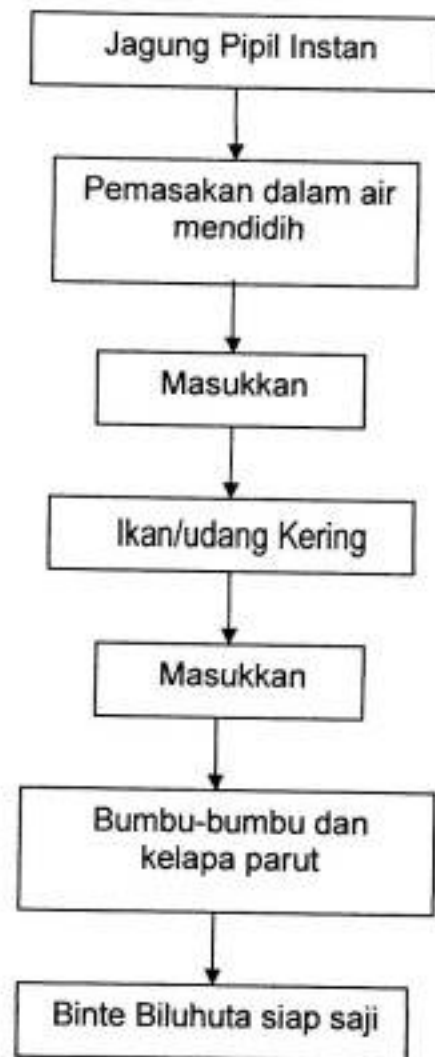 Jagung Pipil Instan
Pemasakan dalam air
mendidih
Masukkan
Ikan/udang Kering
Masukkan
Bumbu-bumbu dan
kelapa parut
Binte Biluhuta siap saji